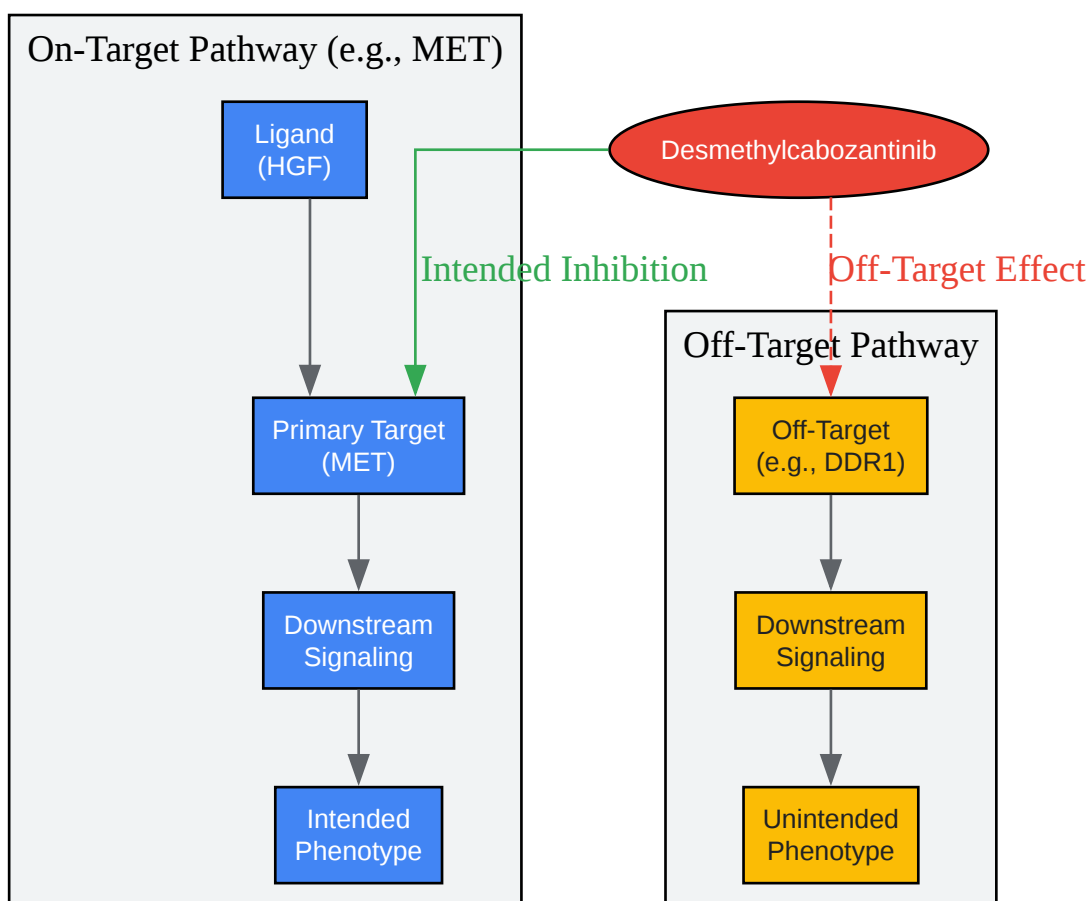 On-Target Pathway (e.g., MET)
Ligand
(HGF)
Desmethylcabozantinib
Intended Inhibition
Off-Target Effect
Off-Target Pathway
Primary Target
(MET)
Off-Target
(e.g., DDR1)
Downstream
Signaling
Downstream
Signaling
Intended
Phenotype
Unintended
Phenotype